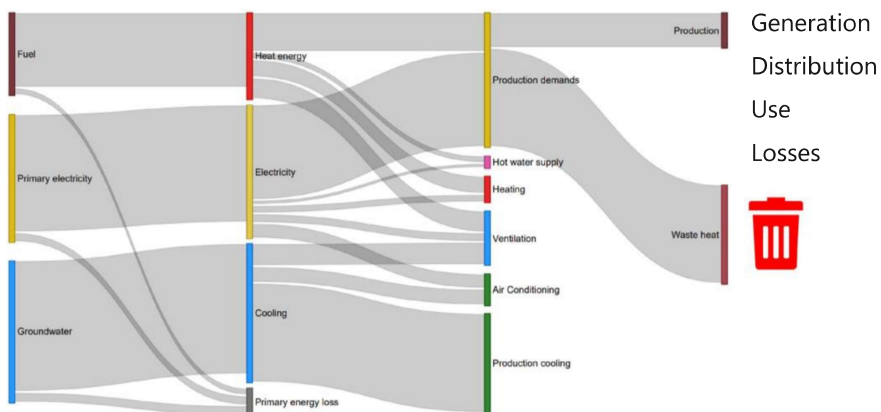 Fuel
Primary electricity
Groundwater
Heat energy
Electricity
Cooling
Primary energy loss
Production demands
Hot water supply
Heating
Ventilation
Air Conditioning
Production cooling
Production
Waste heat
Generation
Distribution
Use
Losses